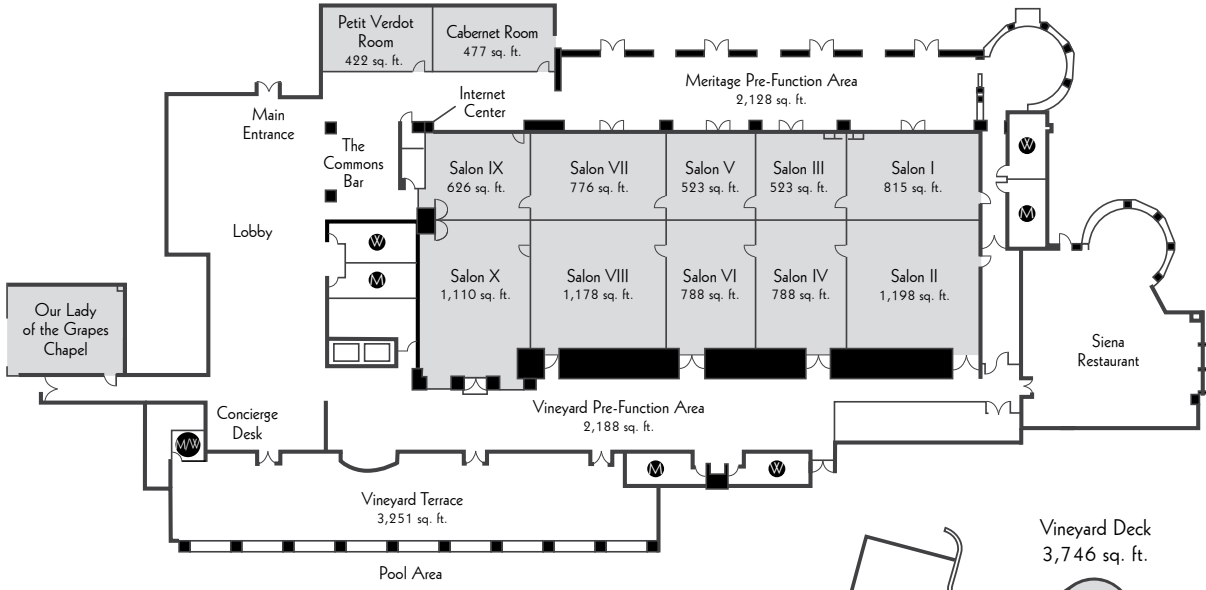 Petit Verdot
Room
422 sq. ft.
Cabernet Room
477 sq. ft.
Meritage Pre-Function Area
2,128 sq. ft.
Internet
Center
Main
Entrance
The
Commons
Bar
Salon IX
626 sq. ft.
Salon VII
776 sq. ft.
Salon V
523 sq. ft.
Salon III
523 sq. ft.
Salon I
815 sq. ft.
W
M
Lobby
W
M
Salon X
1,110 sq. ft.
Salon VIII
1,178 sq. ft.
Salon VI
788 sq. ft.
Salon IV
788 sq. ft.
Salon II
1,198 sq. ft.
Our Lady
of the Grapes
Chapel
Siena
Restaurant
Concierge
Desk
Vineyard Pre-Function Area
2,188 sq. ft.
M/W
M
W
Vineyard Terrace
3,251 sq. ft.
Pool Area
Vineyard Deck
3,746 sq. ft.